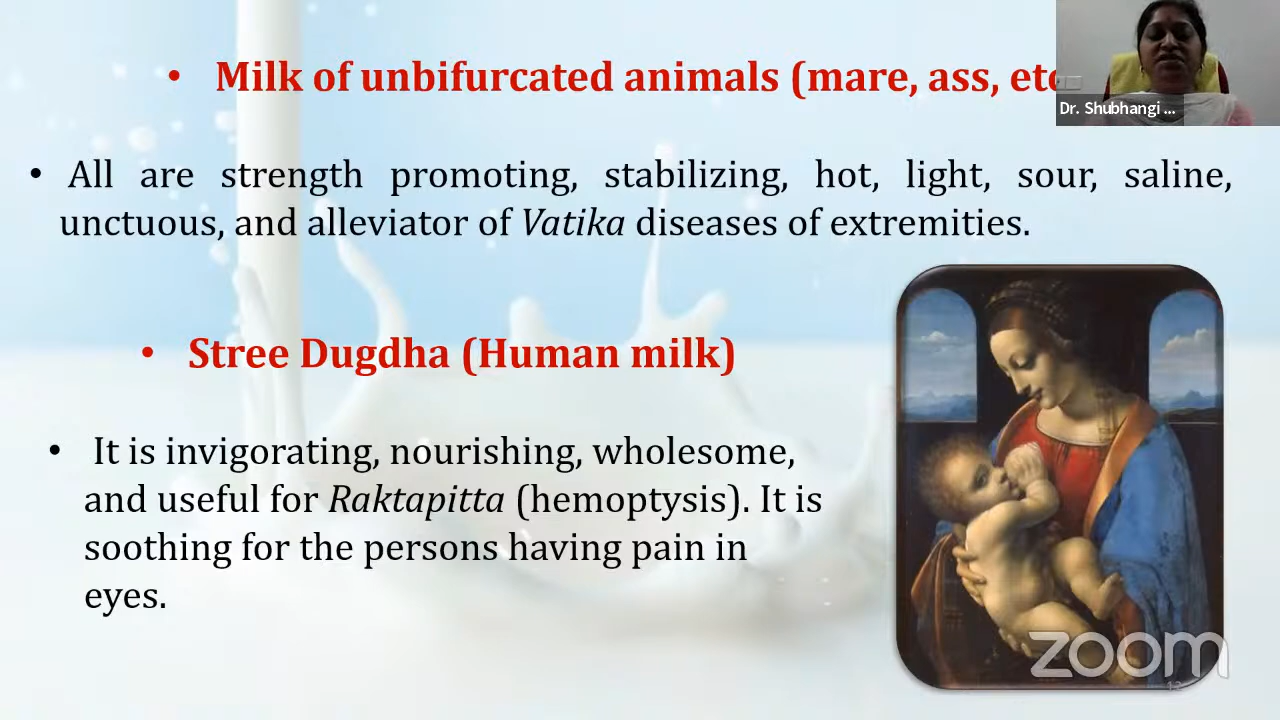 • Milk of unbifurcated animals (mare, ass, etc
Dr. Shubhangi ...
• All are strength promoting, stabilizing, hot, light, sour, saline,
unctuous, and alleviator of Vatika diseases of extremities.
• Stree Dugdha (Human milk)
• It is invigorating, nourishing, wholesome,
and useful for Raktapitta (hemoptysis). It is
soothing for the persons having pain in
eyes.
zoom